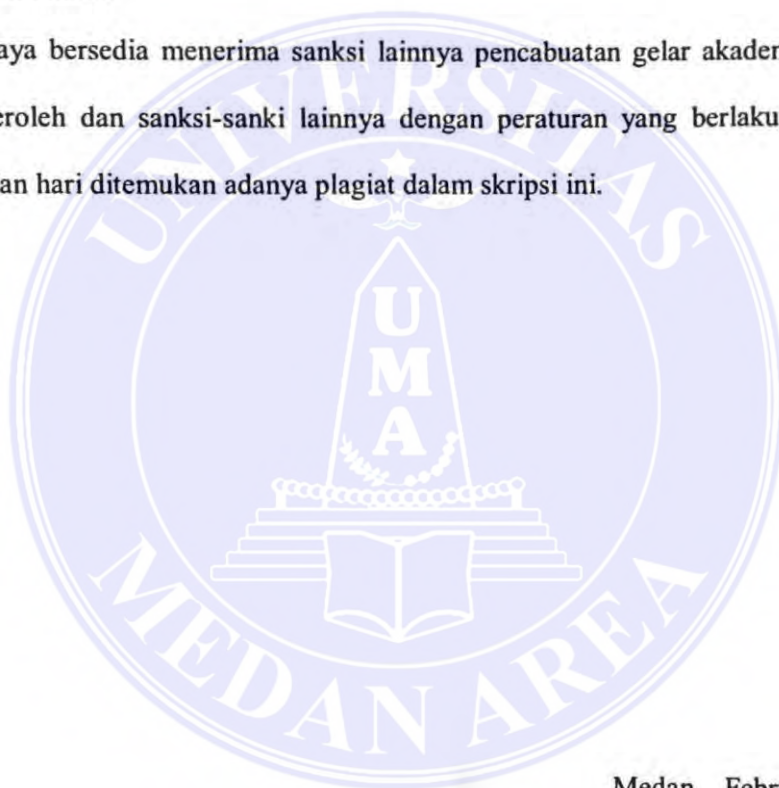 aya bersedia menerima sanksi lainnya pencabuatan gelar akader
eroleh dan sanksi-sanki lainnya dengan peraturan yang berlaku
an hari ditemukan adanya plagiat dalam skripsi ini.
UNIVERSITAS
U
M
A
MEDAN AREA
Medan, Febr